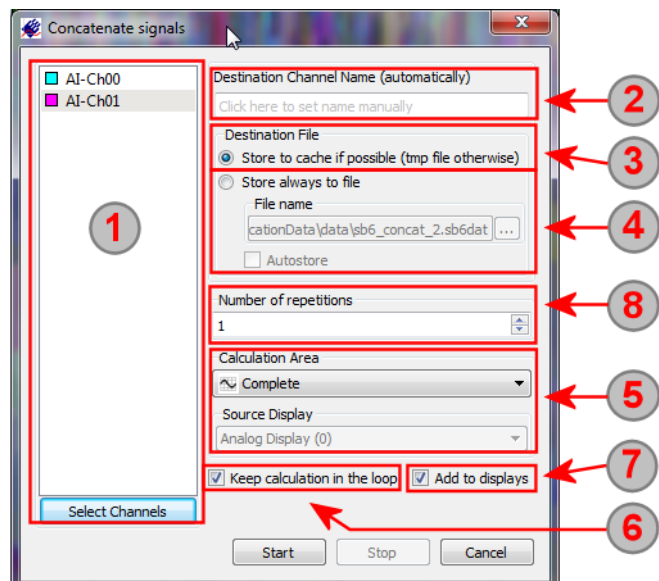 Concatenate signals
AI-Ch00
AI-Ch01
1
Select Channels
Destination Channel Name (automatically)
Click here to set name manually
2
Destination File
Store to cache if possible (tmp file otherwise)
3
Store always to file
File name
cationData\data\sb6_concat_2.sb6dat
...
Autostore
4
Number of repetitions
1
8
Calculation Area
Complete
Source Display
Analog Display (0)
5
Keep calculation in the loop
Add to displays
7
6
Start
Stop
Cancel